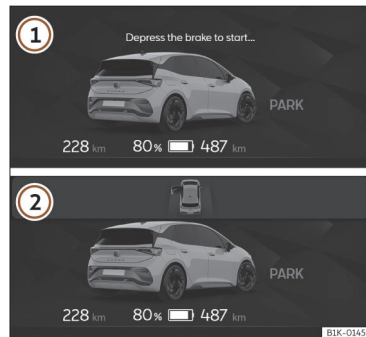 1
Depress the brake to start...
PARK
228 km 80% 487 km
2
PARK
228 km 80% 487 km
B1K-0145